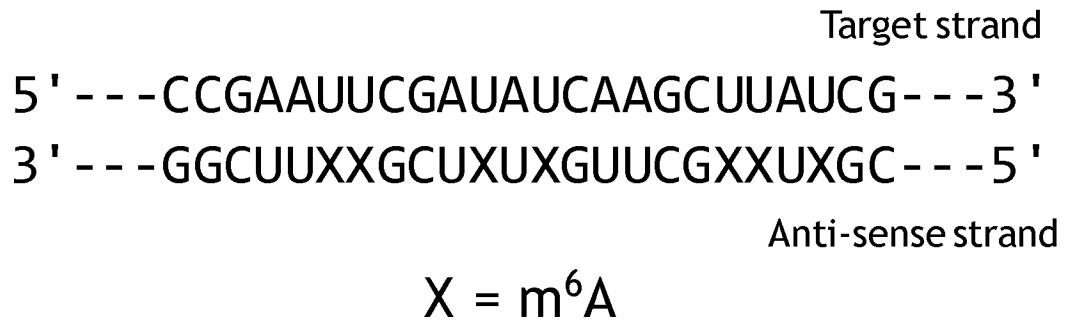 Target strand
5'---CCGAAUUCGAUAUCAAGCUUAUCG---3'
3'---GGCUUXXGCUXUXGUUCGXXUXGC---5'
Anti-sense strand
X = m⁶A